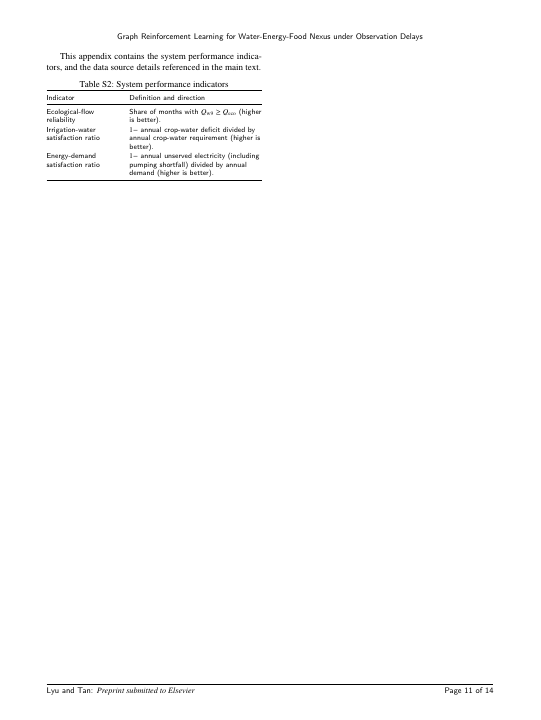 Graph Reinforcement Learning for Water-Energy-Food Nexus under Observation Delays
This appendix contains the system performance indica-
tors, and the data source details referenced in the main text.
Table S2: System performance indicators
Indicator Definition and direction
Ecological-flow Share of months with Qw9 ≥ Qeco (higher
reliability is better).
Irrigation-water 1− annual crop-water deficit divided by
satisfaction ratio annual crop-water requirement (higher is
better).
Energy-demand 1− annual unserved electricity (including
satisfaction ratio pumping shortfall) divided by annual
demand (higher is better).
Lyu and Tan: Preprint submitted to Elsevier Page 11 of 14